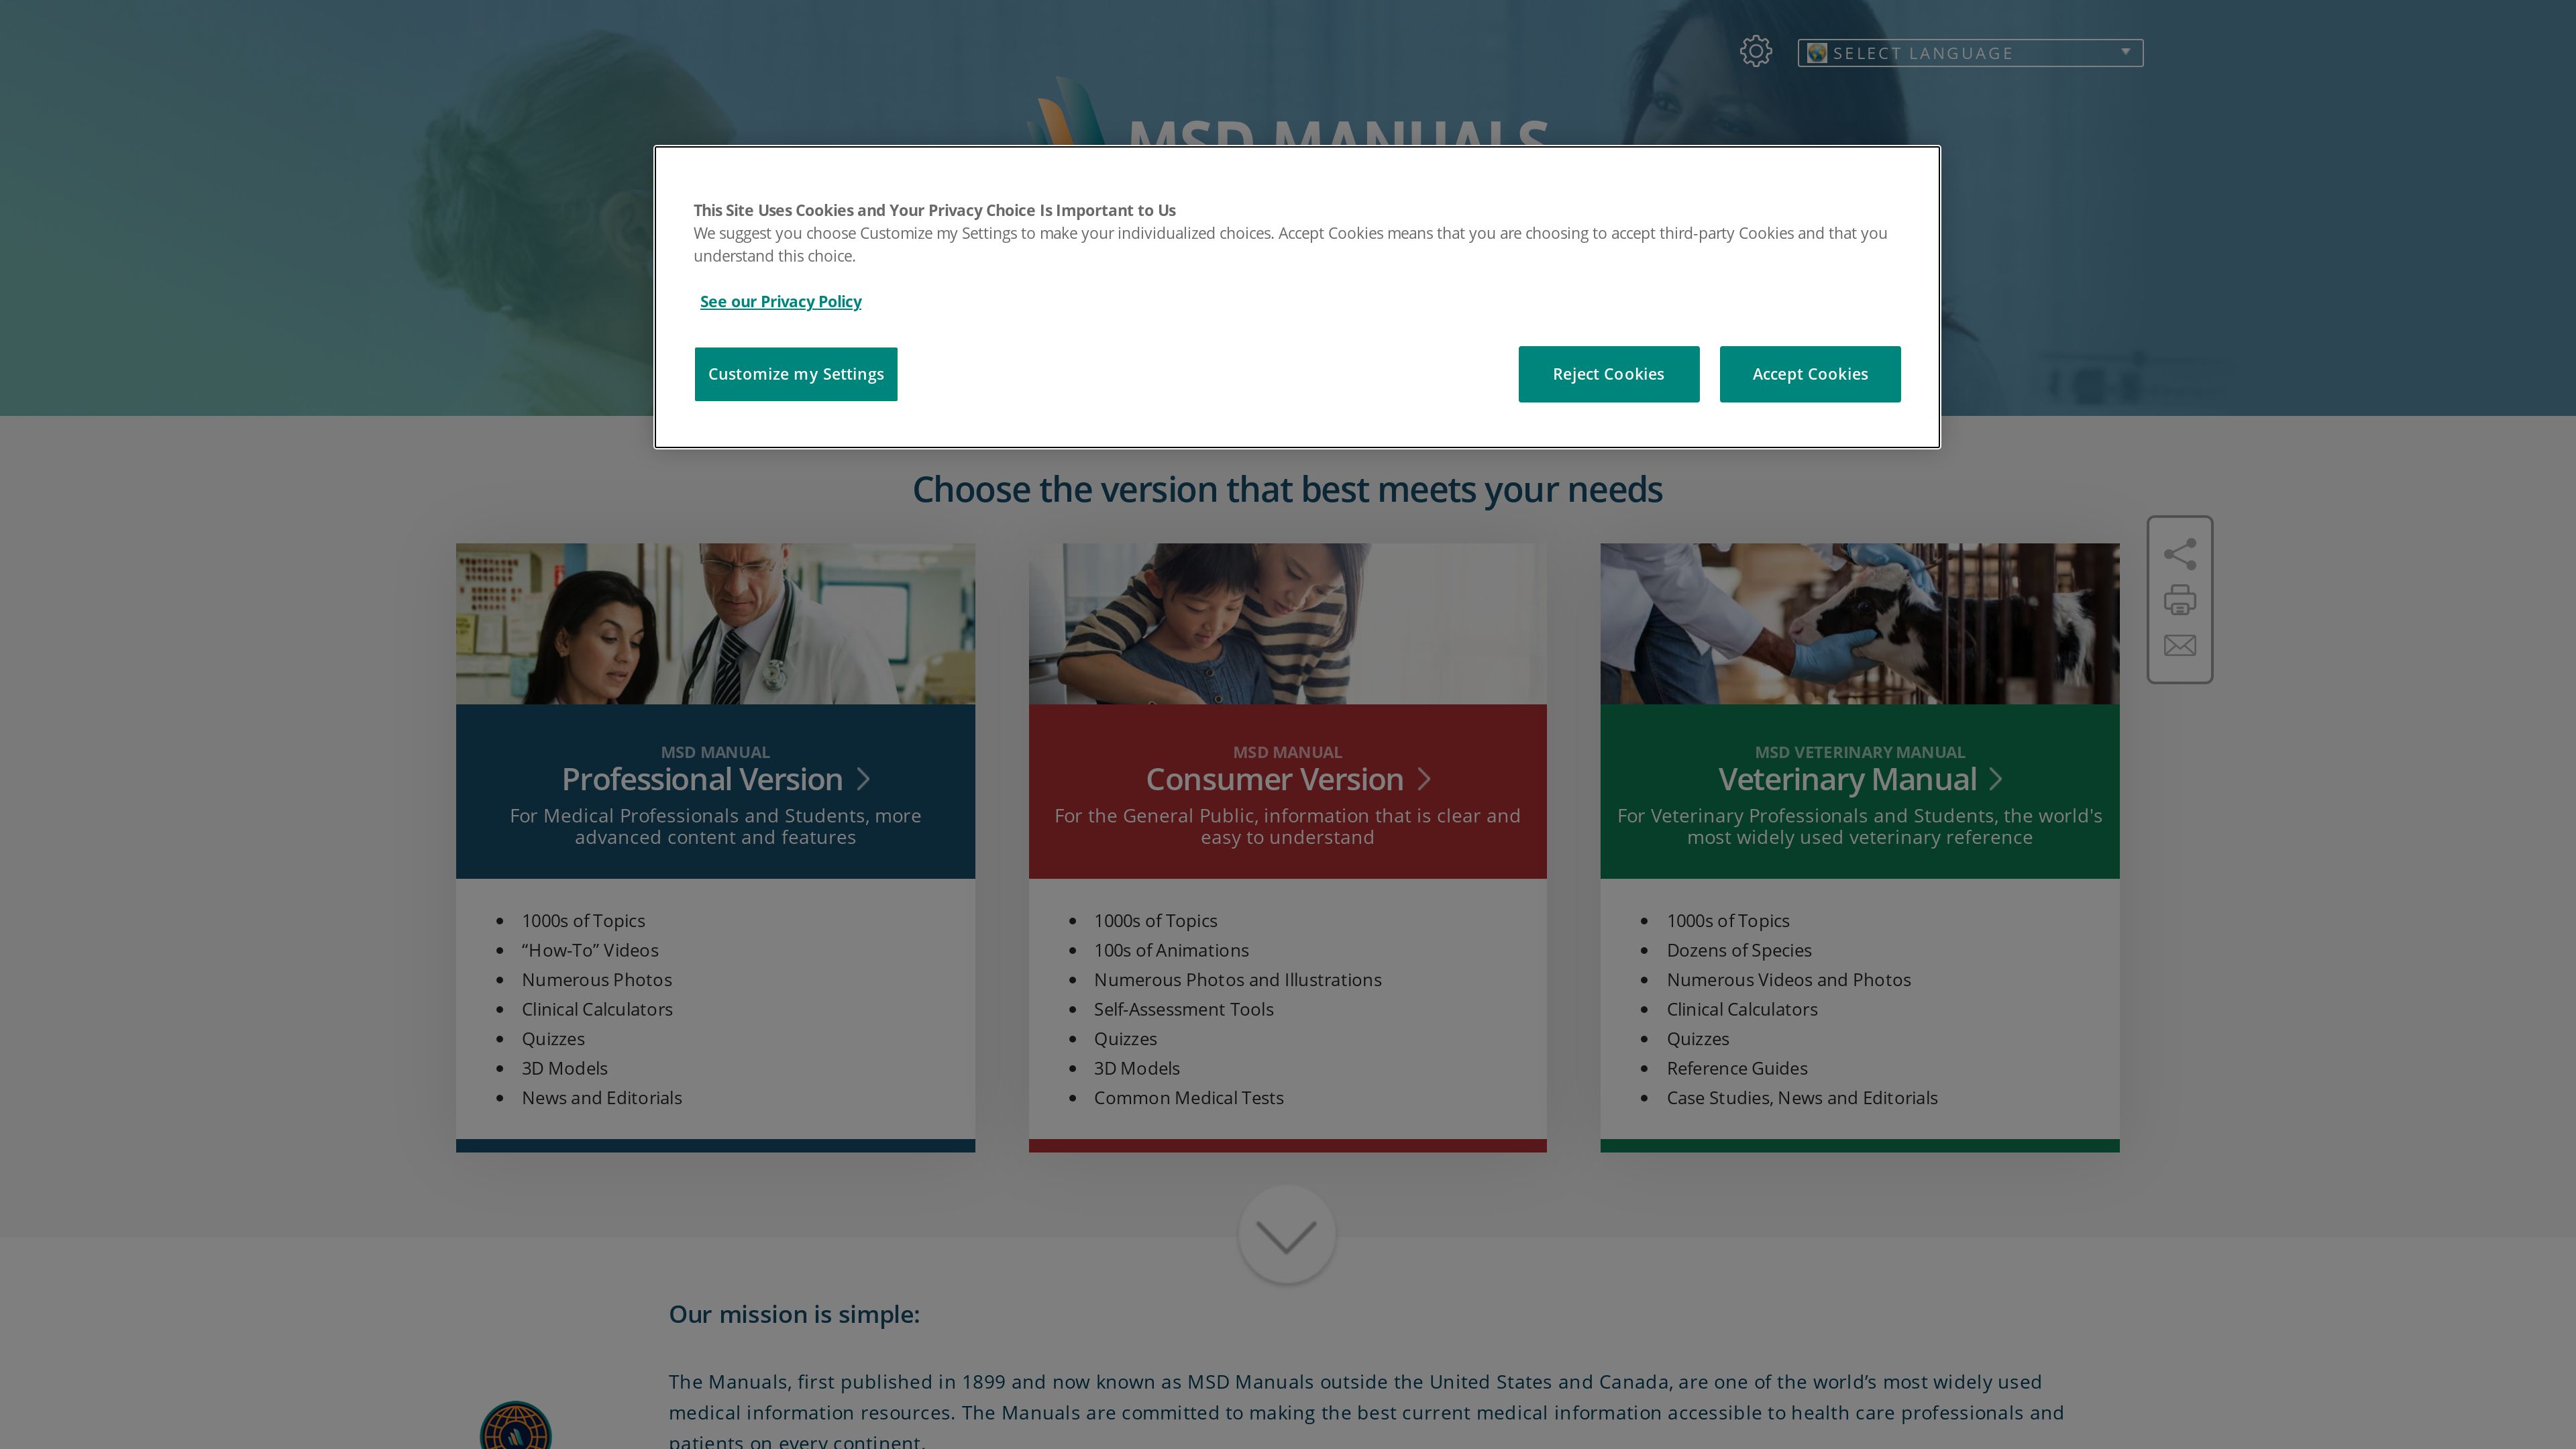 SELECT LANGUAGE
MSD MANUALS
This Site Uses Cookies and Your Privacy Choice Is Important to Us
We suggest you choose Customize my Settings to make your individualized choices. Accept Cookies means that you are choosing to accept third-party Cookies and that you
understand this choice.
See our Privacy Policy
Customize my Settings
Reject Cookies
Accept Cookies
Choose the version that best meets your needs
MSD MANUAL
Professional Version
For Medical Professionals and Students, more
advanced content and features
• 1000s of Topics
• “How-To” Videos
• Numerous Photos
• Clinical Calculators
• Quizzes
• 3D Models
• News and Editorials
MSD MANUAL
Consumer Version
For the General Public, information that is clear and
easy to understand
• 1000s of Topics
• 100s of Animations
• Numerous Photos and Illustrations
• Self-Assessment Tools
• Quizzes
• 3D Models
• Common Medical Tests
MSD VETERINARY MANUAL
Veterinary Manual
For Veterinary Professionals and Students, the world's
most widely used veterinary reference
• 1000s of Topics
• Dozens of Species
• Numerous Videos and Photos
• Clinical Calculators
• Quizzes
• Reference Guides
• Case Studies, News and Editorials
Our mission is simple:
The Manuals, first published in 1899 and now known as MSD Manuals outside the United States and Canada, are one of the world’s most widely used
medical information resources. The Manuals are committed to making the best current medical information accessible to health care professionals and
patients on every continent.